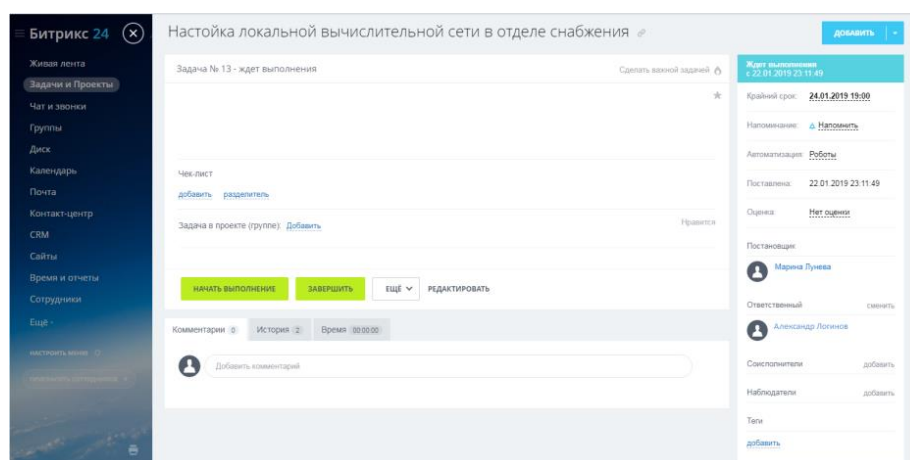 Битрикс 24
Живая лента
Задачи и Проекты
Чат и звонки
Группы
Диск
Календарь
Почта
Контакт-центр
CRM
Сайты
Время и отчеты
Сотрудники
Ещё -
НАСТРОИТЬ МЕНЮ
Настойка локальной вычислительной сети в отделе снабжения
ДОБАВИТЬ
Задача № 13 - ждет выполнения
Сделать важной задачей
Чек-лист
добавить разделитель
Задача в проекте (группе): Добавить
Нравится
НАЧАТЬ ВЫПОЛНЕНИЕ ЗАВЕРШИТЬ ЕЩЁ РЕДАКТИРОВАТЬ
Комментарии 0 История 2 Время 00:00:00
Добавить комментарий
Ждет выполнения
с 22.01.2019 23:11:49
Крайний срок: 24.01.2019 19:00
Напоминание: Напомнить
Автоматизация: Роботы
Поставлена: 22.01.2019 23:11:49
Оценка: Нет оценки
Постановщик
Марина Лунева
Ответственный сменить
Александр Логинов
Соисполнители добавить
Наблюдатели добавить
Теги
добавить